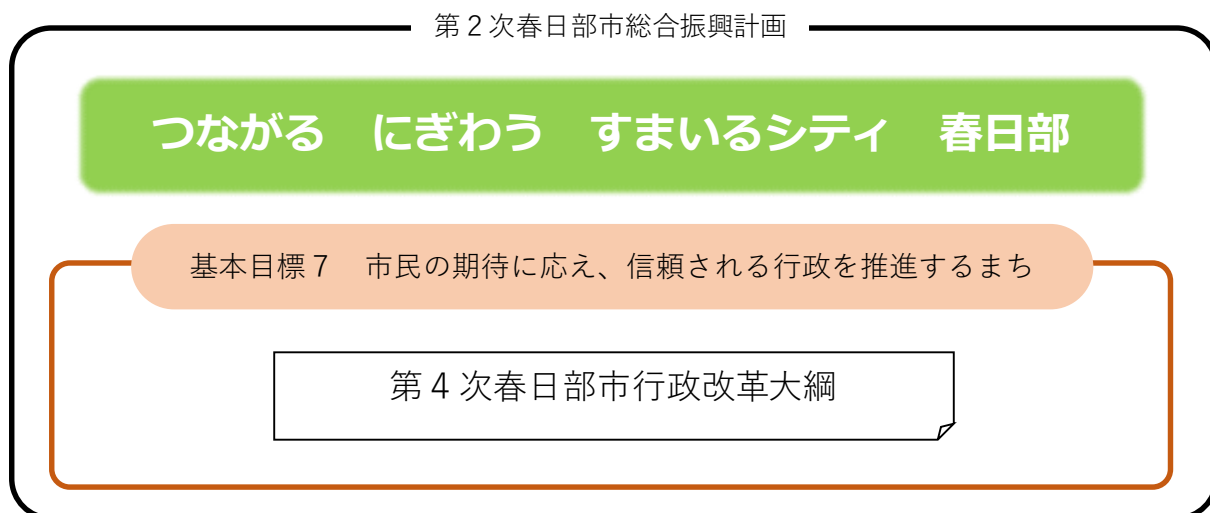 第２次春日部市総合振興計画
つながる　にぎわう　すまいるシティ　春日部
基本目標７　市民の期待に応え、信頼される行政を推進するまち
第４次春日部市行政改革大綱